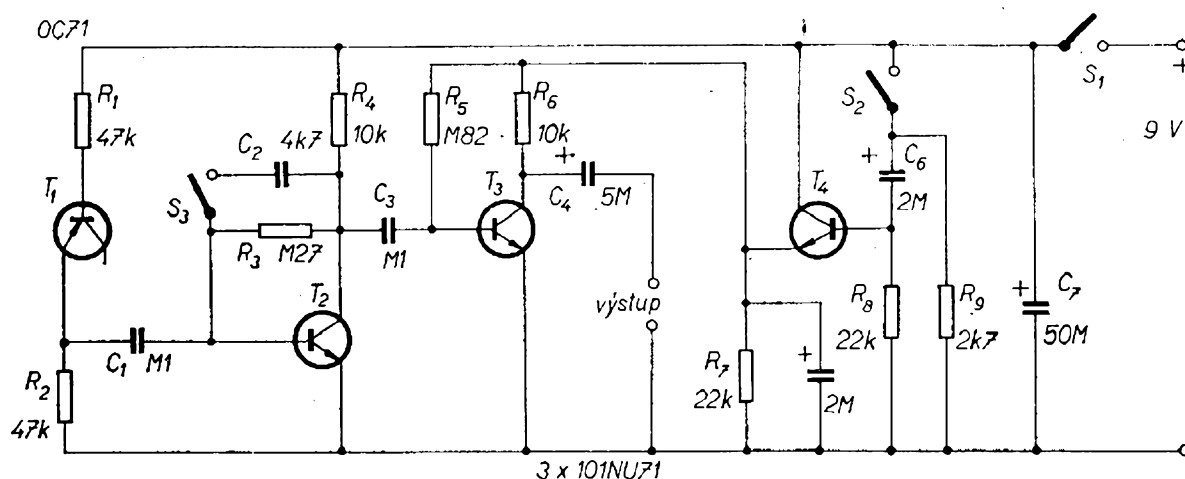 OC71
R1
47k
T1
R2
47k
C1
M1
S3
C2
4k7
R3
M27
R4
10k
T2
C3
M1
R5
M82
R6
10k
T3
+
C4
5M
výstup
T4
R7
22k
+
2M
S2
+
C6
2M
R8
22k
R9
2k7
+
C7
50M
S1
+
9 V
3 x 101NU71